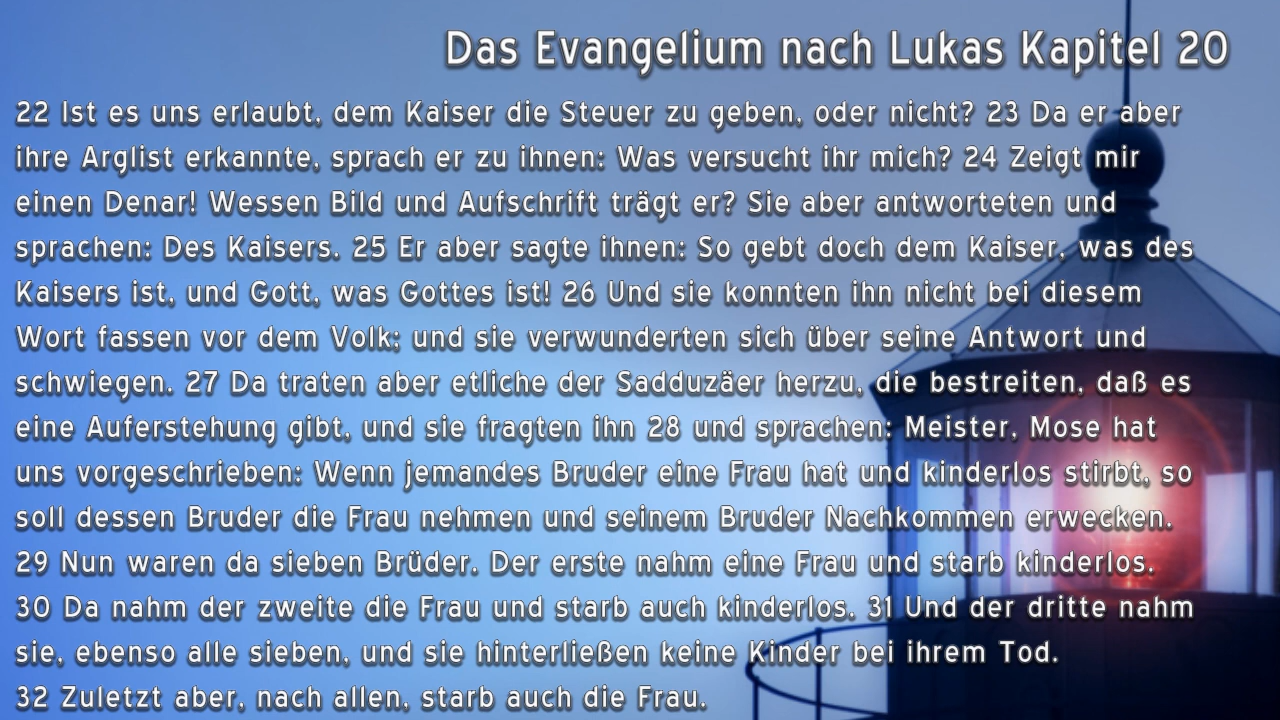 Das Evangelium nach Lukas Kapitel 20
22 Ist es uns erlaubt, dem Kaiser die Steuer zu geben, oder nicht? 23 Da er aber
ihre Arglist erkannte, sprach er zu ihnen: Was versucht ihr mich? 24 Zeigt mir
einen Denar! Wessen Bild und Aufschrift trägt er? Sie aber antworteten und
sprachen: Des Kaisers. 25 Er aber sagte ihnen: So gebt doch dem Kaiser, was des
Kaisers ist, und Gott, was Gottes ist! 26 Und sie konnten ihn nicht bei diesem
Wort fassen vor dem Volk; und sie verwunderten sich über seine Antwort und
schwiegen. 27 Da traten aber etliche der Sadduzäer herzu, die bestreiten, daß es
eine Auferstehung gibt, und sie fragten ihn 28 und sprachen: Meister, Mose hat
uns vorgeschrieben: Wenn jemandes Bruder eine Frau hat und kinderlos stirbt, so
soll dessen Bruder die Frau nehmen und seinem Bruder Nachkommen erwecken.
29 Nun waren da sieben Brüder. Der erste nahm eine Frau und starb kinderlos.
30 Da nahm der zweite die Frau und starb auch kinderlos. 31 Und der dritte nahm
sie, ebenso alle sieben, und sie hinterließen keine Kinder bei ihrem Tod.
32 Zuletzt aber, nach allen, starb auch die Frau.